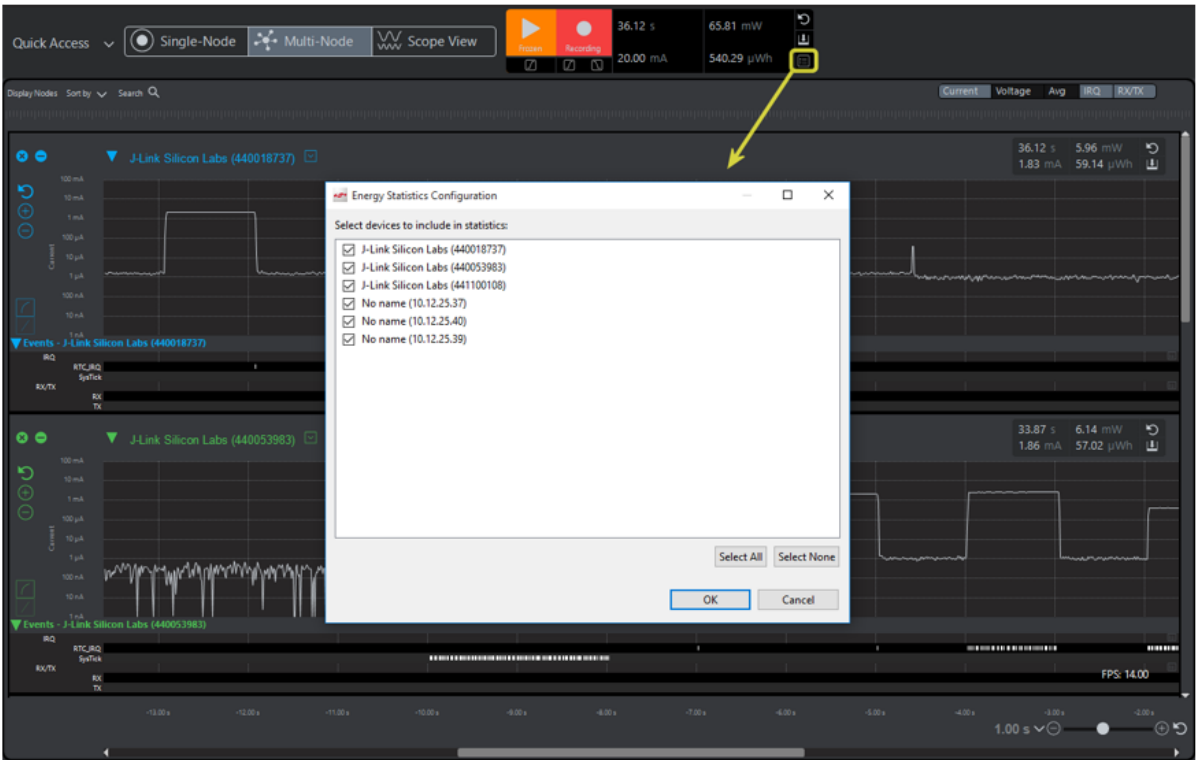 Quick Access
Single-Node
Multi-Node
Scope View
Frozen
Recording
36.12 s 65.81 mW
20.00 mA 540.29 µWh
Display Nodes Sort by Search
Current Voltage Avg IRQ RX/TX
J-Link Silicon Labs (440018737)
36.12 s 5.96 mW
1.83 mA 59.14 µWh
100 mA
10 mA
1 mA
100 µA
10 µA
1 µA
100 nA
10 nA
1 nA
Current
Energy Statistics Configuration
Select devices to include in statistics:
J-Link Silicon Labs (440018737)
J-Link Silicon Labs (440053983)
J-Link Silicon Labs (441100108)
No name (10.12.25.37)
No name (10.12.25.40)
No name (10.12.25.39)
Select All Select None
OK Cancel
Events - J-Link Silicon Labs (440018737)
IRQ
RTC_IRQ
SysTick
RX/TX
RX
TX
J-Link Silicon Labs (440053983)
33.87 s 6.14 mW
1.86 mA 57.02 µWh
100 mA
10 mA
1 mA
100 µA
10 µA
1 µA
100 nA
10 nA
1 nA
Current
Events - J-Link Silicon Labs (440053983)
IRQ
RTC_IRQ
SysTick
RX/TX
RX
TX
FPS: 14.00
-13.00 s -12.00 s -11.00 s -10.00 s -9.00 s -8.00 s -7.00 s -6.00 s -5.00 s -4.00 s -3.00 s -2.00 s
1.00 s